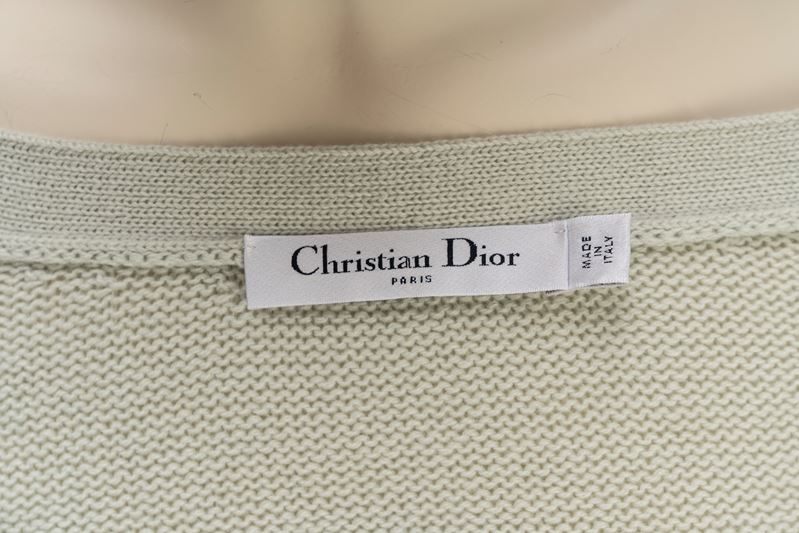 Christian Dior
PARIS
MADE
IN
ITALY